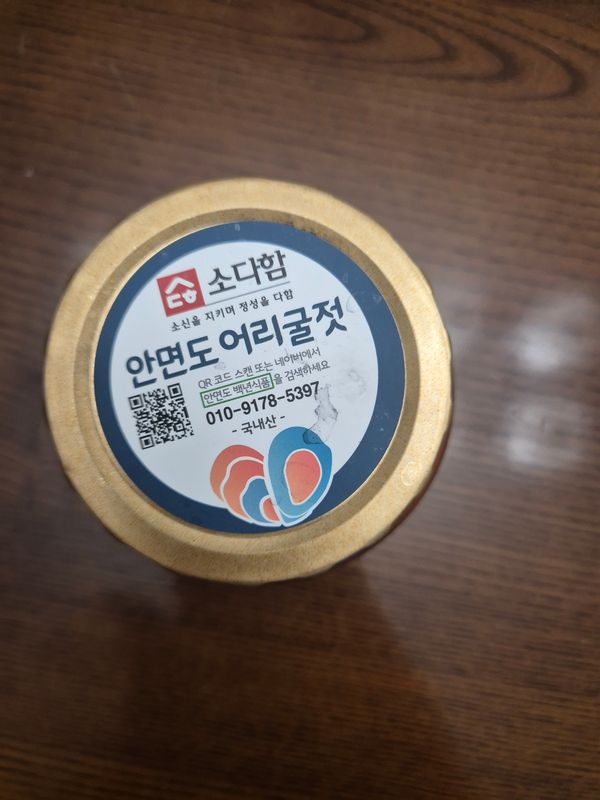 소다함
소신을 지키며 정성을 다함
안면도 어리굴젓
QR 코드 스캔 또는 네이버에서
안면도 백년식품 을 검색하세요
010-9178-5397
- 국내산 -